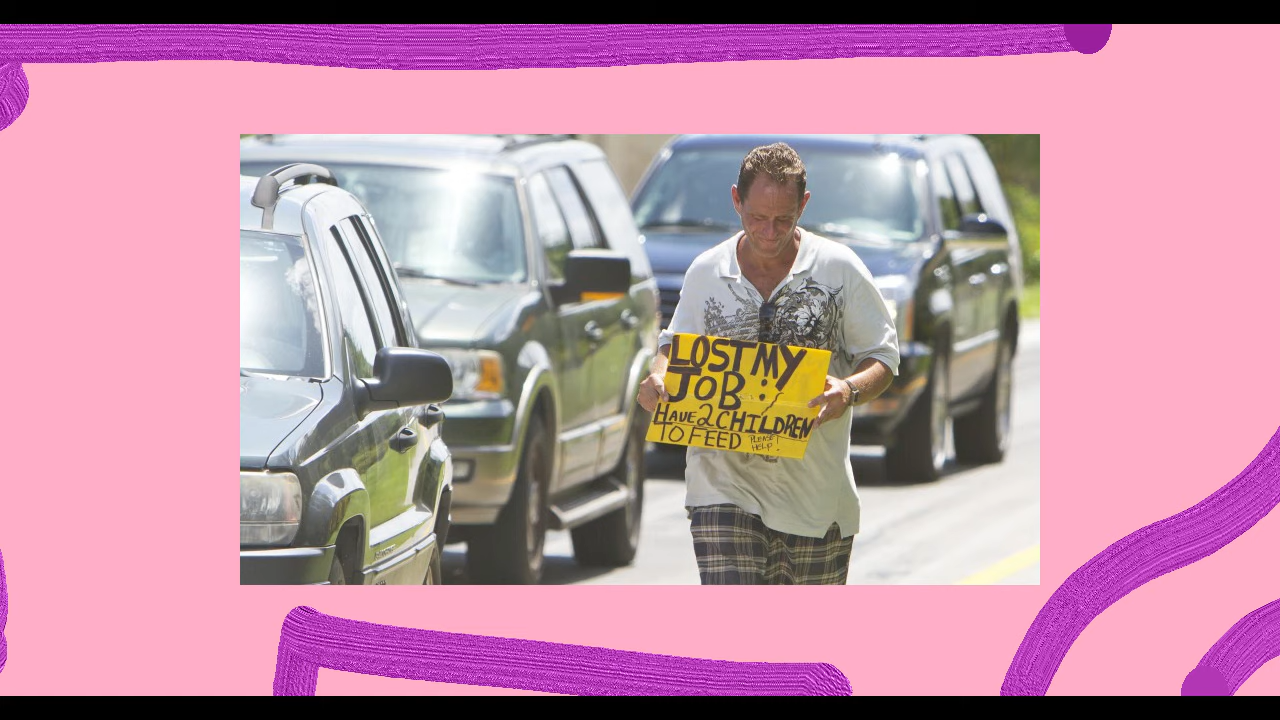 LOST MY
JOB:
HAVE 2 CHILDREN
TO FEED
PLEASE
HELP!